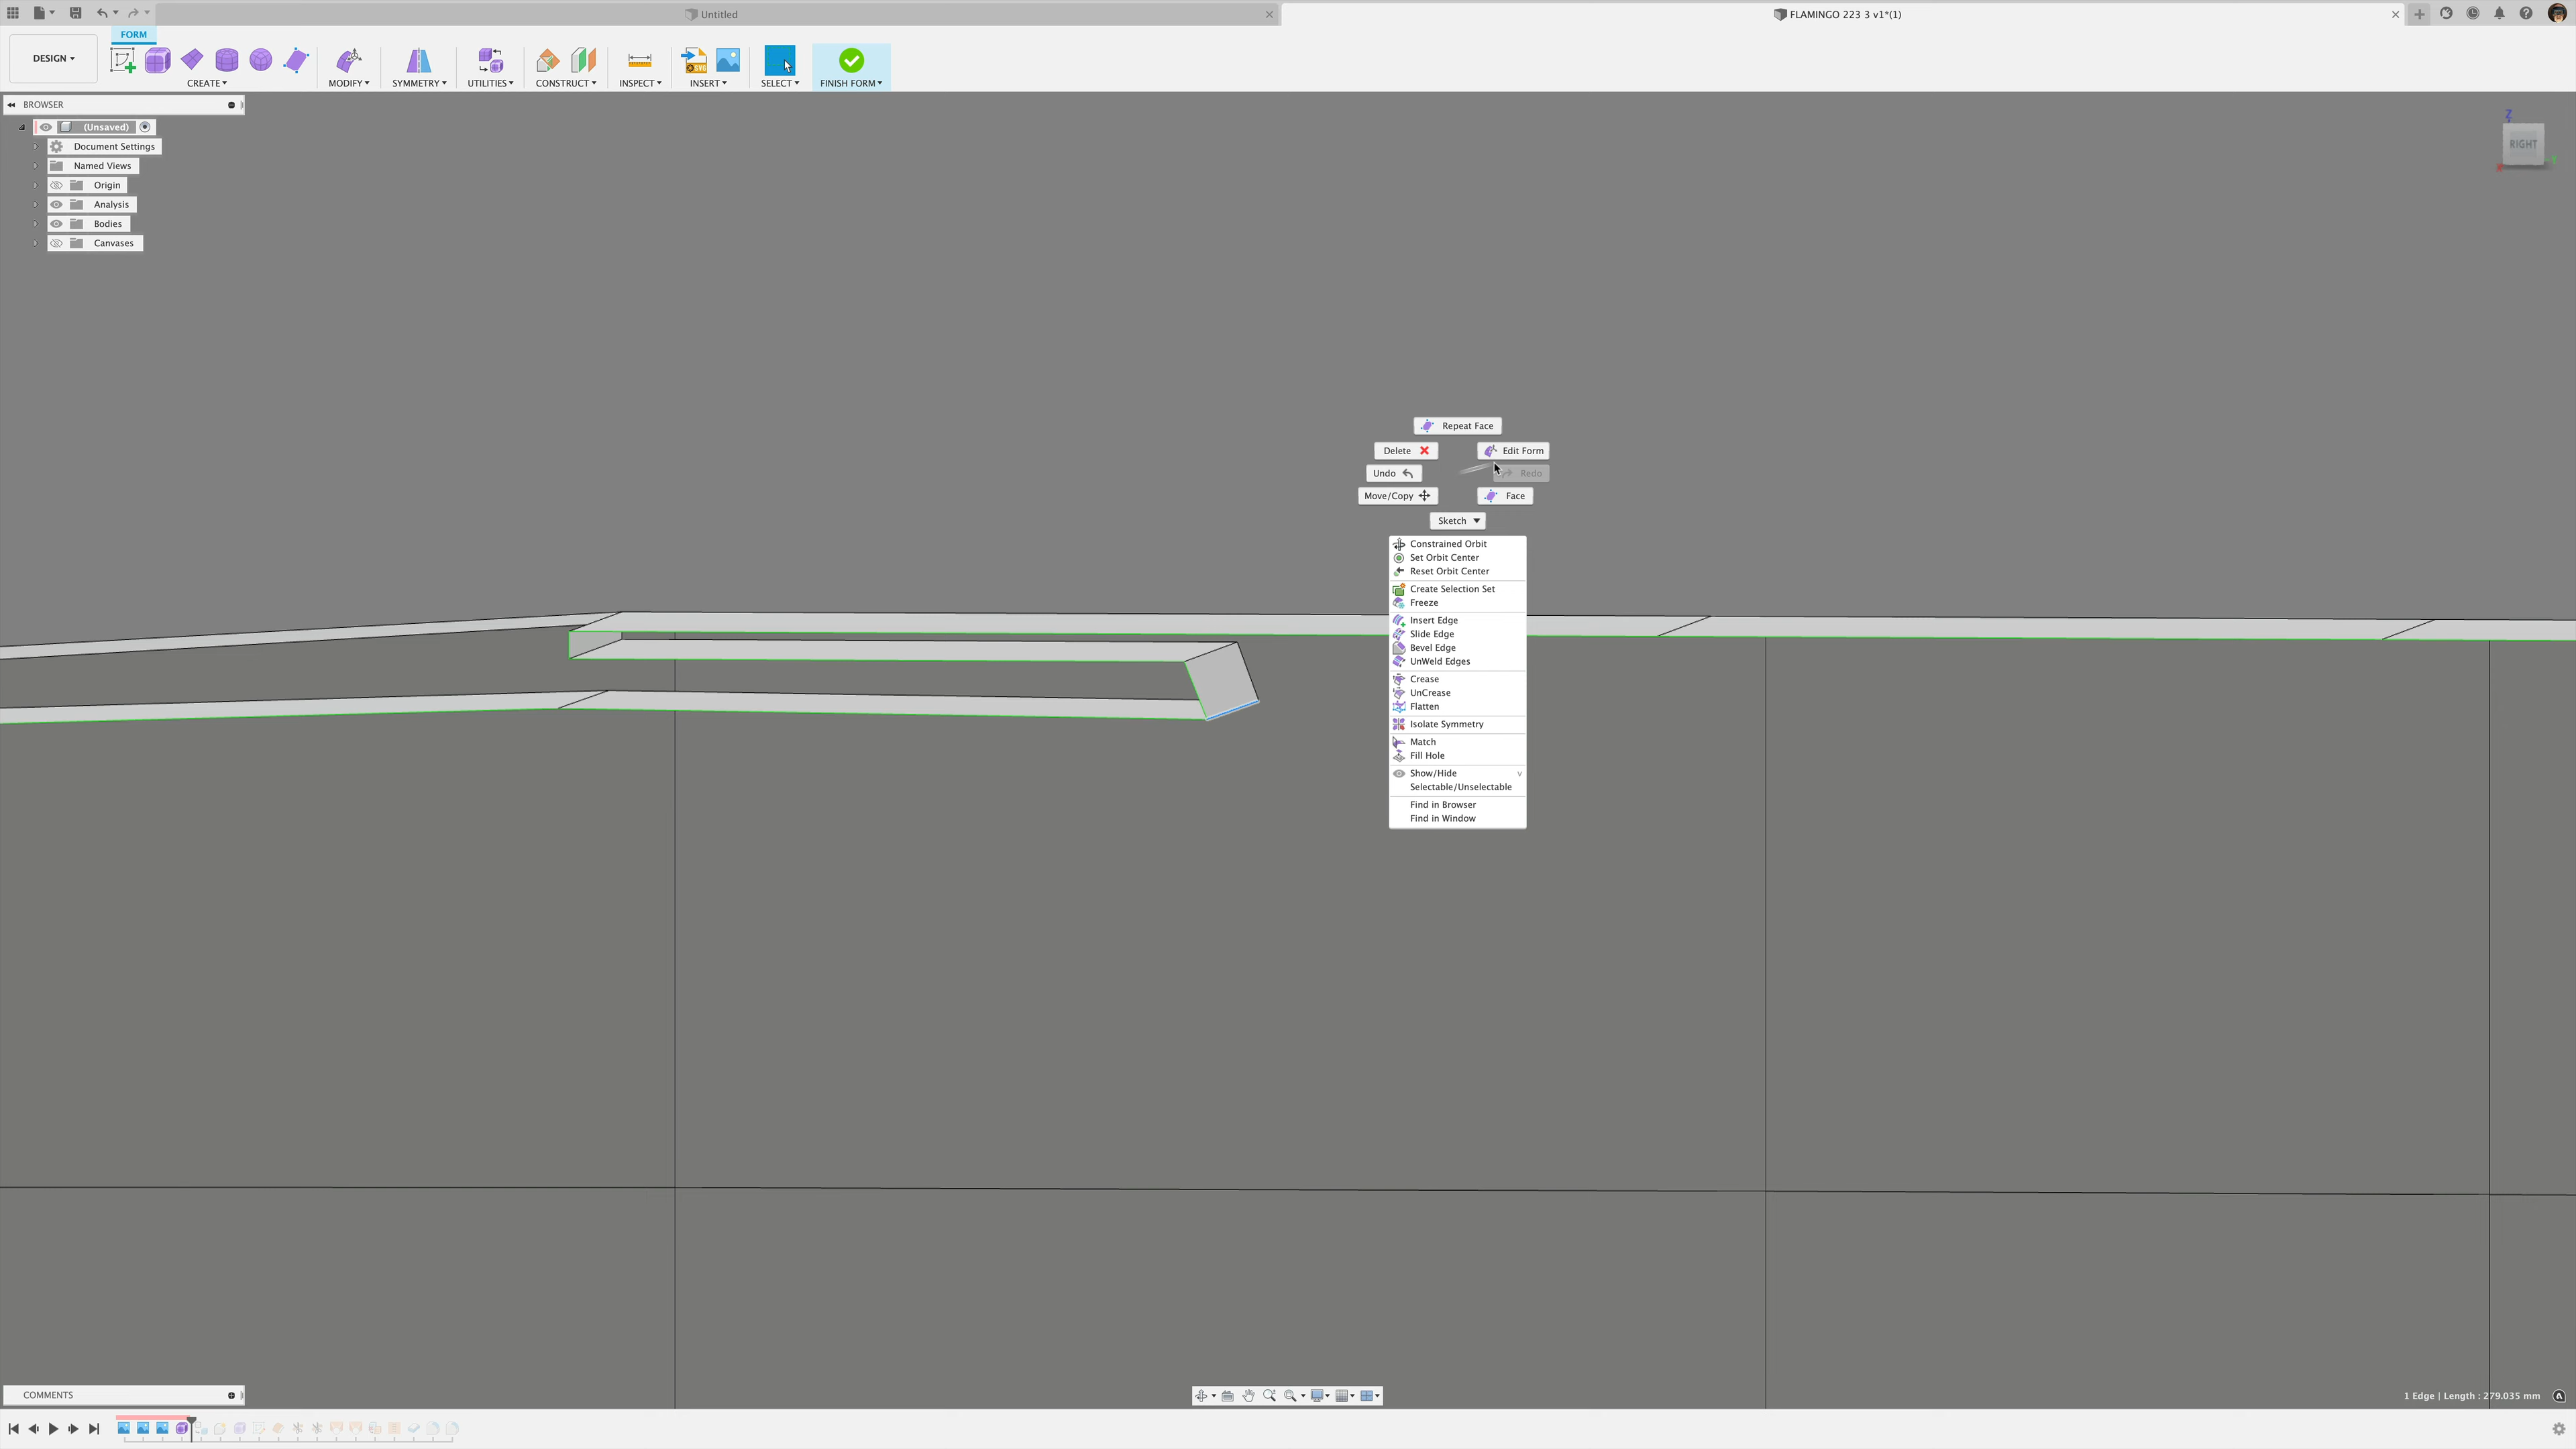 Untitled
FLAMINGO 223 3 v1*(1)
FORM
DESIGN
CREATE
MODIFY
SYMMETRY
UTILITIES
CONSTRUCT
INSPECT
INSERT
SELECT
FINISH FORM
BROWSER
(Unsaved)
Document Settings
Named Views
Origin
Analysis
Bodies
Canvases
Z
RIGHT
Repeat Face
Delete
Edit Form
Undo
Redo
Move/Copy
Face
Sketch
Constrained Orbit
Set Orbit Center
Reset Orbit Center
Create Selection Set
Freeze
Insert Edge
Slide Edge
Bevel Edge
UnWeld Edges
Crease
UnCrease
Flatten
Isolate Symmetry
Match
Fill Hole
Show/Hide v
Selectable/Unselectable
Find in Browser
Find in Window
COMMENTS
1 Edge | Length : 279.035 mm